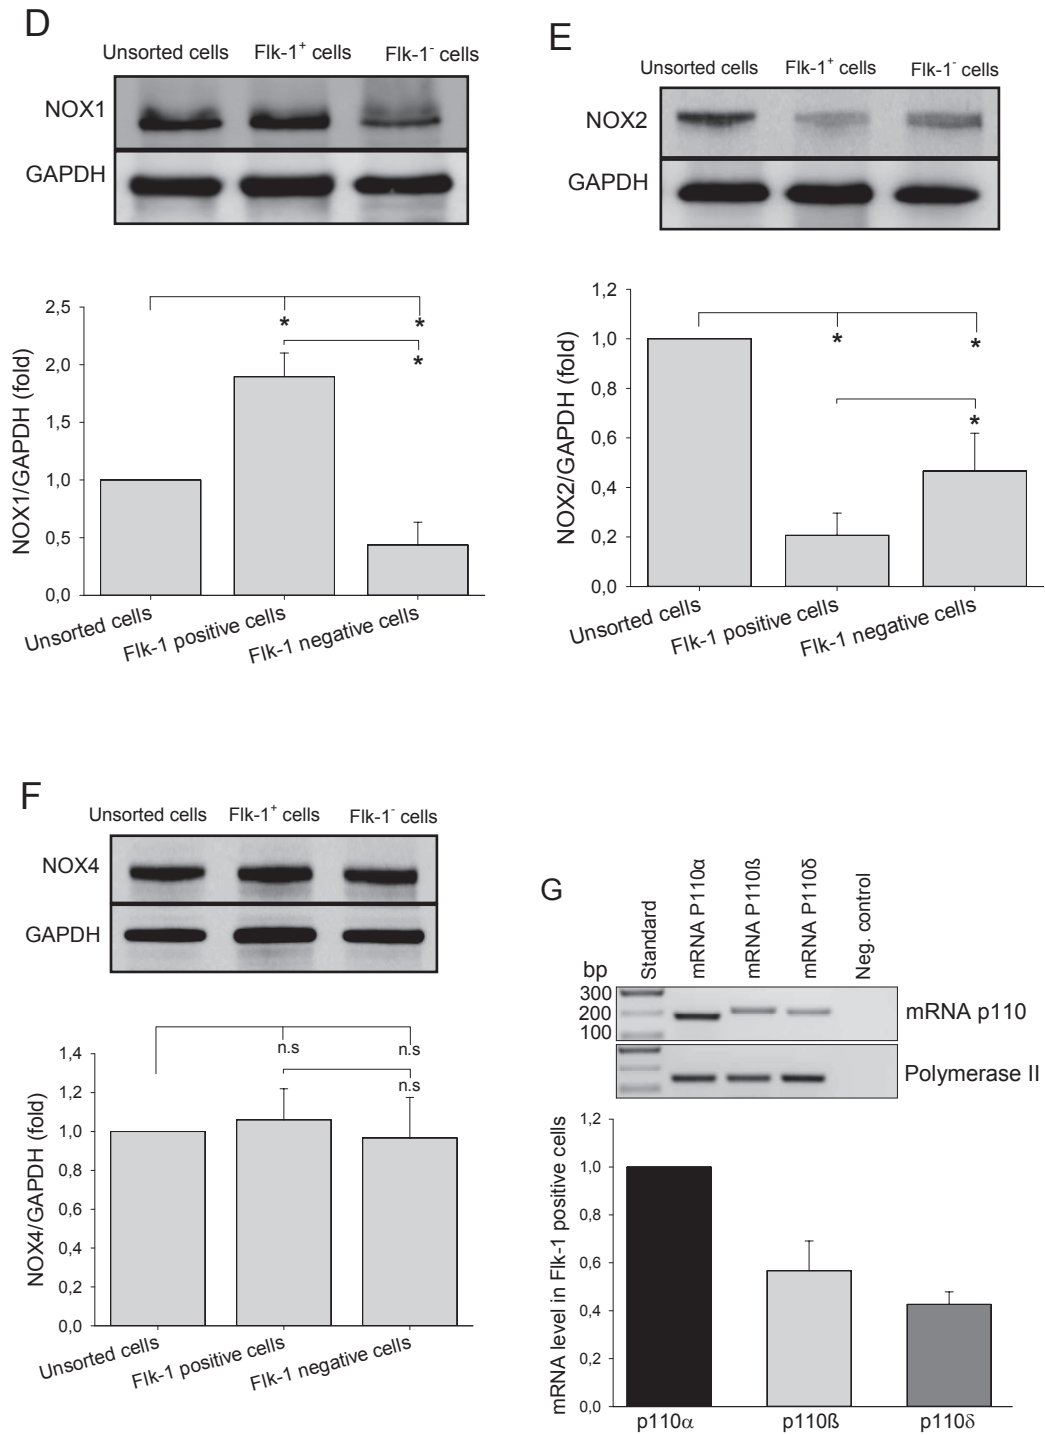 D
Unsorted cells Flk-1⁺ cells Flk-1⁻ cells
NOX1
GAPDH
2,5
2,0
1,5
1,0
0,5
0,0
NOX1/GAPDH (fold)
*
*
*
Unsorted cells
Flk-1 positive cells
Flk-1 negative cells
E
Unsorted cells Flk-1⁺ cells Flk-1⁻ cells
NOX2
GAPDH
1,2
1,0
0,8
0,6
0,4
0,2
0,0
NOX2/GAPDH (fold)
*
*
*
Unsorted cells
Flk-1 positive cells
Flk-1 negative cells
F
Unsorted cells Flk-1⁺ cells Flk-1⁻ cells
NOX4
GAPDH
1,4
1,2
1,0
0,8
0,6
0,4
0,2
0,0
NOX4/GAPDH (fold)
n.s
n.s
n.s
Unsorted cells
Flk-1 positive cells
Flk-1 negative cells
G
Standard
mRNA P110α
mRNA P110ß
mRNA P110δ
Neg. control
bp
300
200
100
mRNA p110
Polymerase II
1,2
1,0
0,8
0,6
0,4
0,2
0,0
mRNA level in Flk-1 positive cells
p110α
p110ß
p110δ